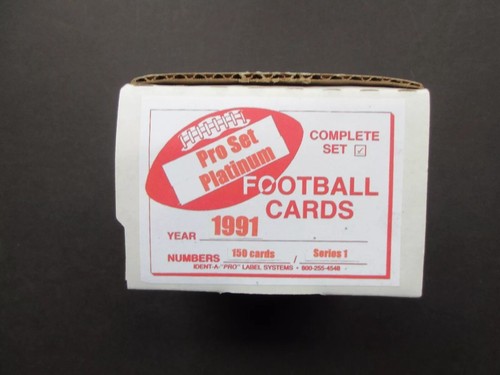 Pro Set
Platinum
COMPLETE
SET ☑
FOOTBALL
CARDS
YEAR 1991
NUMBERS 150 cards / Series 1
IDENT-A-"PRO" LABEL SYSTEMS • 800-255-4548